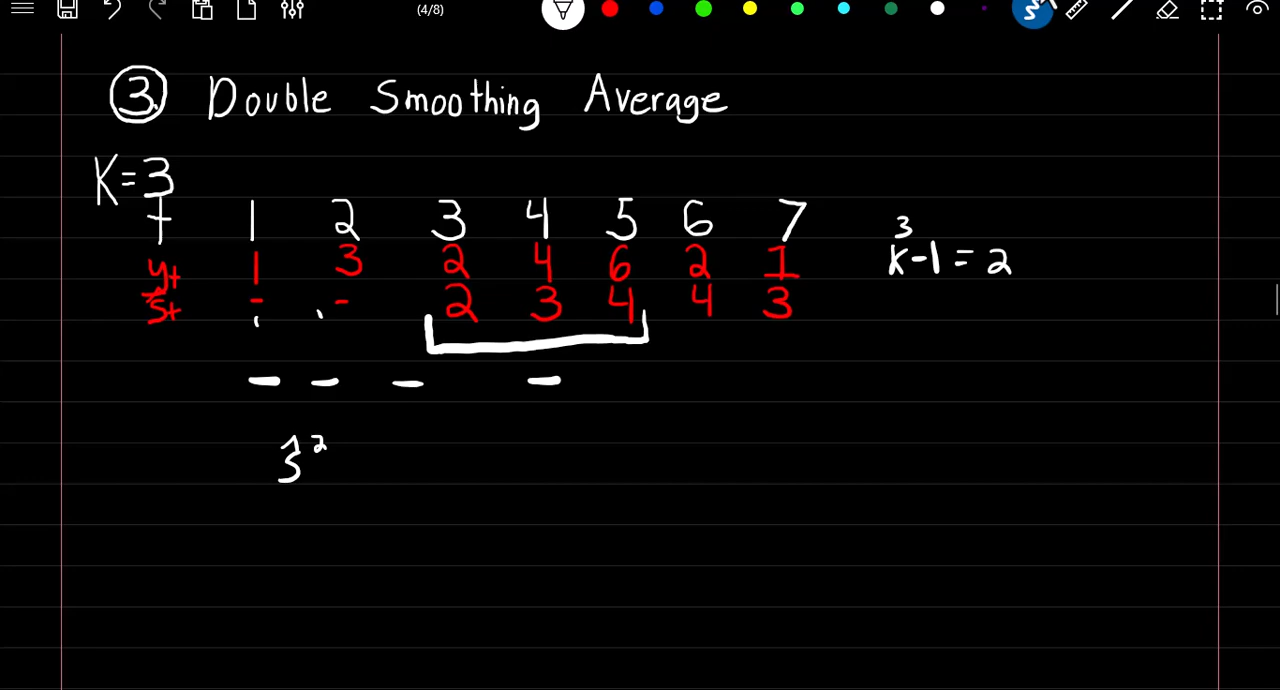 (4/8)
③ Double Smoothing Average
K=3
t 1 2 3 4 5 6 7
yt 1 3 2 4 6 2 1
3
k-1=2
St - - 2 3 4 4 3
- - - -
ŝ²